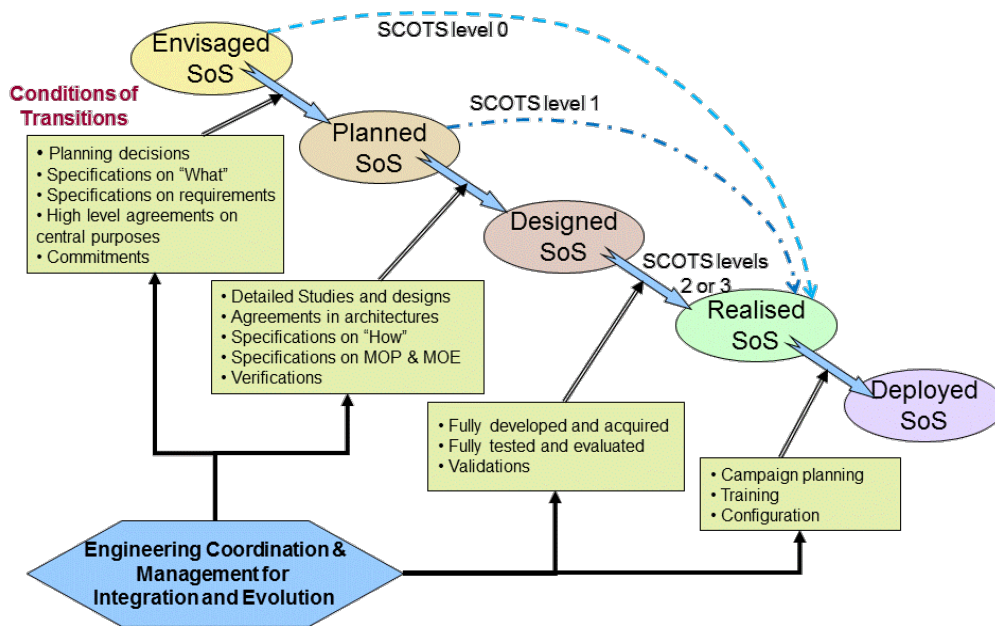 SCOTS level 0
Envisaged
SoS
Conditions of
Transitions
SCOTS level 1
Planned
SoS
• Planning decisions
• Specifications on “What”
• Specifications on requirements
• High level agreements on
central purposes
• Commitments
Designed
SoS
SCOTS levels
2 or 3
• Detailed Studies and designs
• Agreements in architectures
• Specifications on “How”
• Specifications on MOP & MOE
• Verifications
Realised
SoS
Deployed
SoS
• Fully developed and acquired
• Fully tested and evaluated
• Validations
• Campaign planning
• Training
• Configuration
Engineering Coordination &
Management for
Integration and Evolution